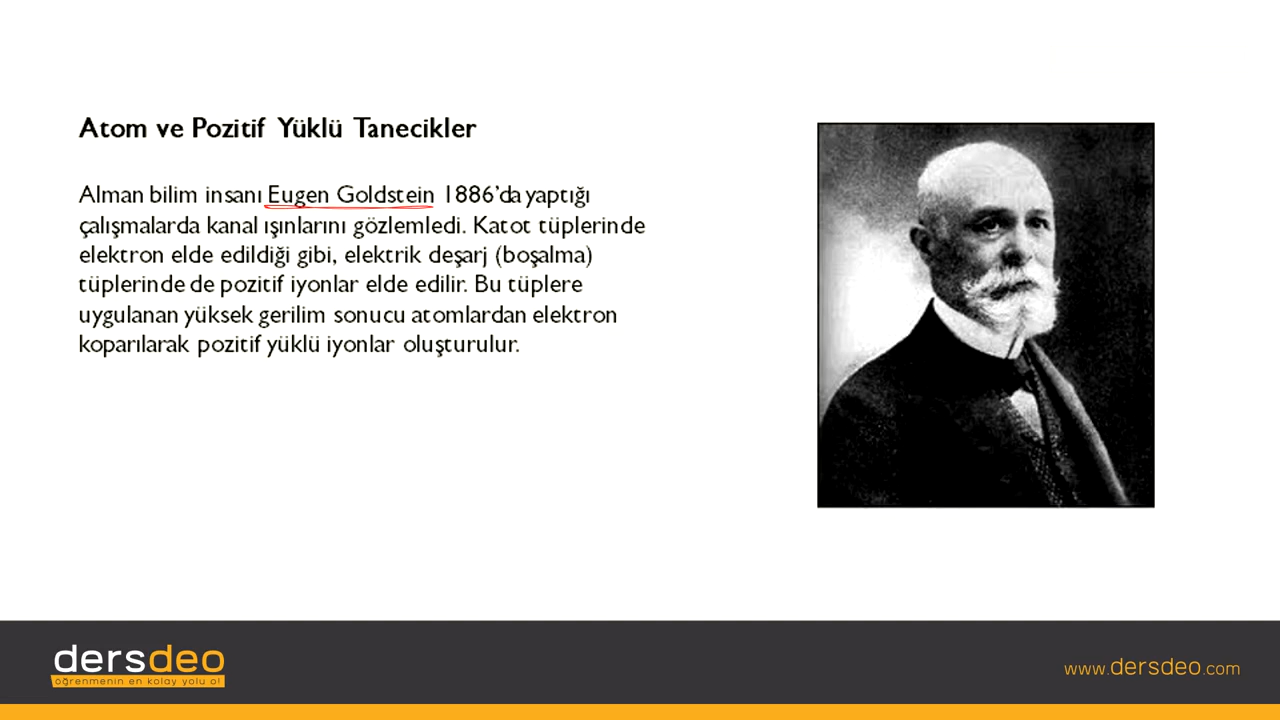 Atom ve Pozitif Yüklü Tanecikler
Alman bilim insanı Eugen Goldstein 1886'da yaptığı
çalışmalarda kanal ışınlarını gözlemledi. Katot tüplerinde
elektron elde edildiği gibi, elektrik deşarj (boşalma)
tüplerinde de pozitif iyonlar elde edilir. Bu tüplere
uygulanan yüksek gerilim sonucu atomlardan elektron
koparılarak pozitif yüklü iyonlar oluşturulur.
dersdeo
öğrenmenin en kolay yolu o!
www.dersdeo.com